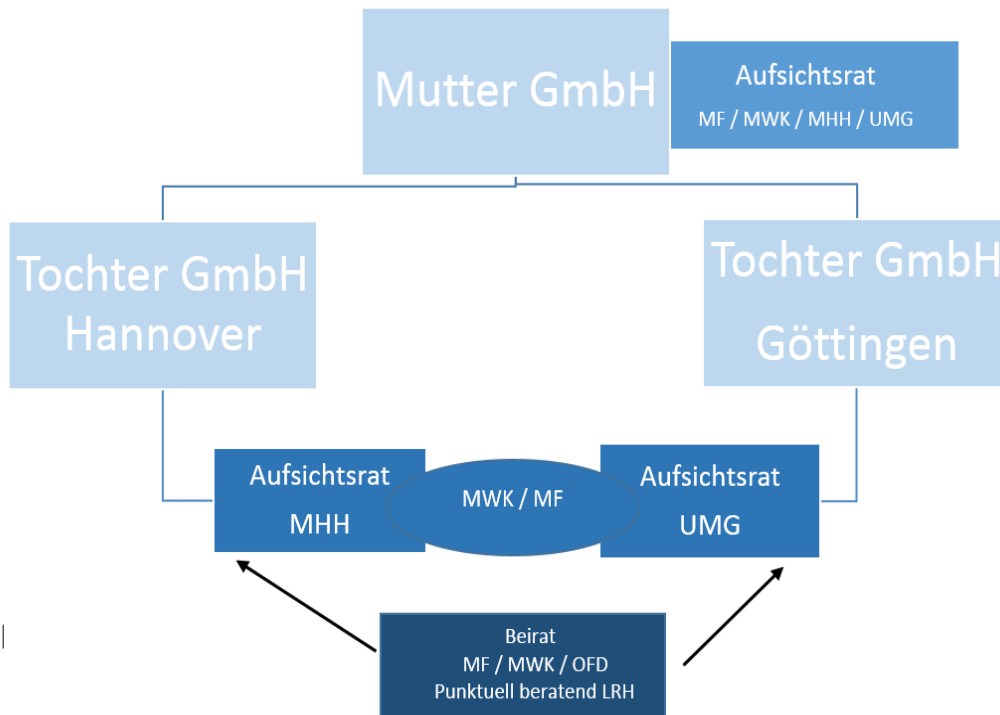 Mutter GmbH
Aufsichtsrat
MF / MWK / MHH / UMG
Tochter GmbH
Hannover
Tochter GmbH
Göttingen
Aufsichtsrat
MHH
MWK / MF
Aufsichtsrat
UMG
Beirat
MF / MWK / OFD
Punktuell beratend LRH